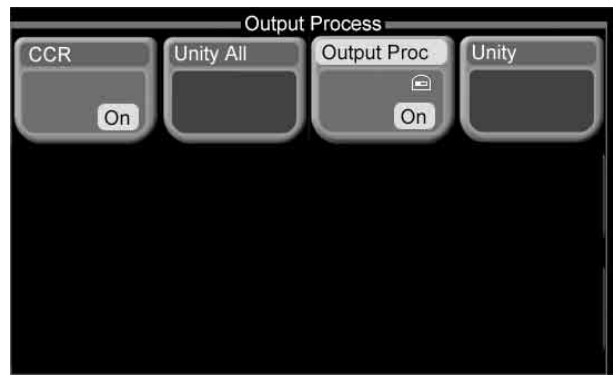 Output Process
CCR
Unity All
Output Proc
Unity
On
On